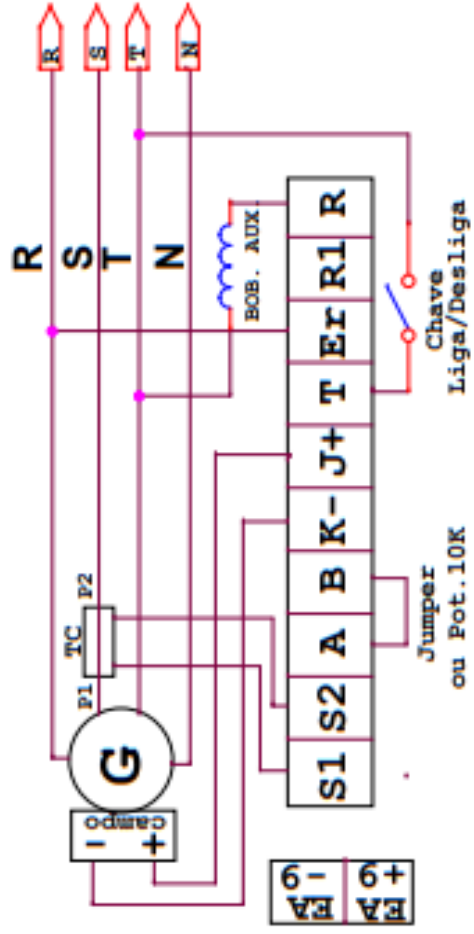 R
S
T
N
R
S
T
N
P1 TC P2
G
campo
- +
BOB. AUX.
S1 S2 A B K- J+ T Er R1 R
EA 9-
EA 9+
Jumper
ou Pot.10K
Chave
Liga/Desliga